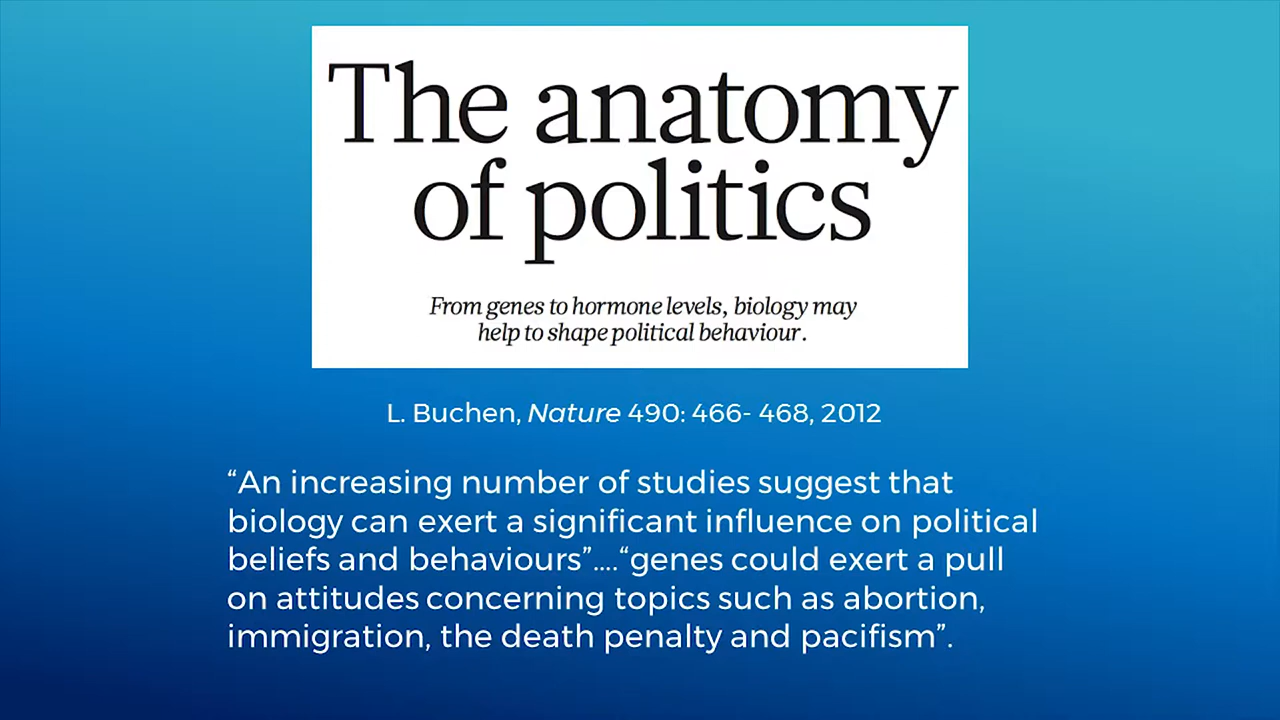 The anatomy
of politics
From genes to hormone levels, biology may
help to shape political behaviour.
L. Buchen, Nature 490: 466- 468, 2012
“An increasing number of studies suggest that
biology can exert a significant influence on political
beliefs and behaviours”....“genes could exert a pull
on attitudes concerning topics such as abortion,
immigration, the death penalty and pacifism”.